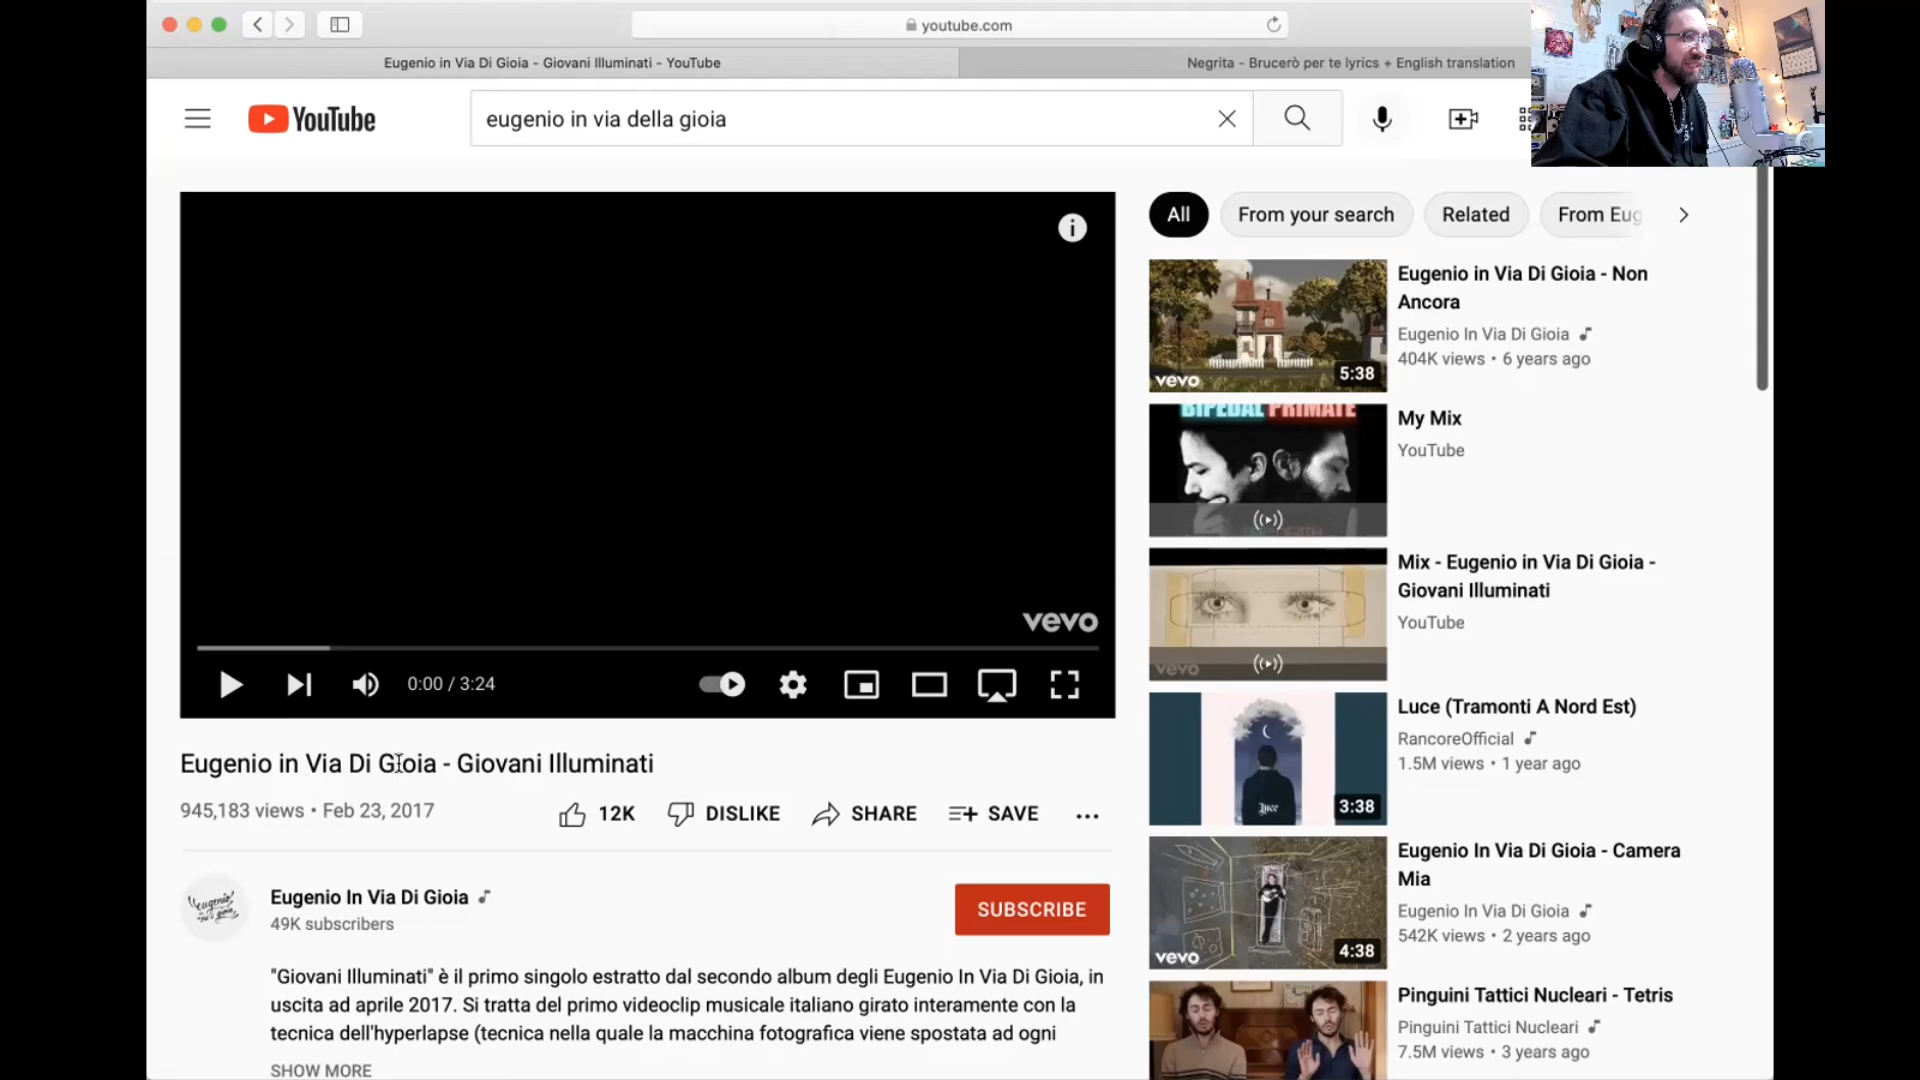 youtube.com
Eugenio in Via Di Gioia - Giovani Illuminati - YouTube
Negrita - Brucerò per te lyrics + English translation
YouTube
eugenio in via della gioia
All
From your search
Related
From Eug
vevo
0:00 / 3:24
Eugenio in Via Di Gioia - Giovani Illuminati
945,183 views • Feb 23, 2017
12K
DISLIKE
SHARE
SAVE
Eugenio In Via Di Gioia
49K subscribers
SUBSCRIBE
"Giovani Illuminati" è il primo singolo estratto dal secondo album degli Eugenio In Via Di Gioia, in
uscita ad aprile 2017. Si tratta del primo videoclip musicale italiano girato interamente con la
tecnica dell'hyperlapse (tecnica nella quale la macchina fotografica viene spostata ad ogni
SHOW MORE
vevo
5:38
Eugenio in Via Di Gioia - Non
Ancora
Eugenio In Via Di Gioia
404K views • 6 years ago
BIPEDAL PRIMATE
My Mix
YouTube
vevo
Mix - Eugenio in Via Di Gioia -
Giovani Illuminati
YouTube
Luce
3:38
Luce (Tramonti A Nord Est)
RancoreOfficial
1.5M views • 1 year ago
vevo
4:38
Eugenio In Via Di Gioia - Camera
Mia
Eugenio In Via Di Gioia
542K views • 2 years ago
Pinguini Tattici Nucleari - Tetris
Pinguini Tattici Nucleari
7.5M views • 3 years ago